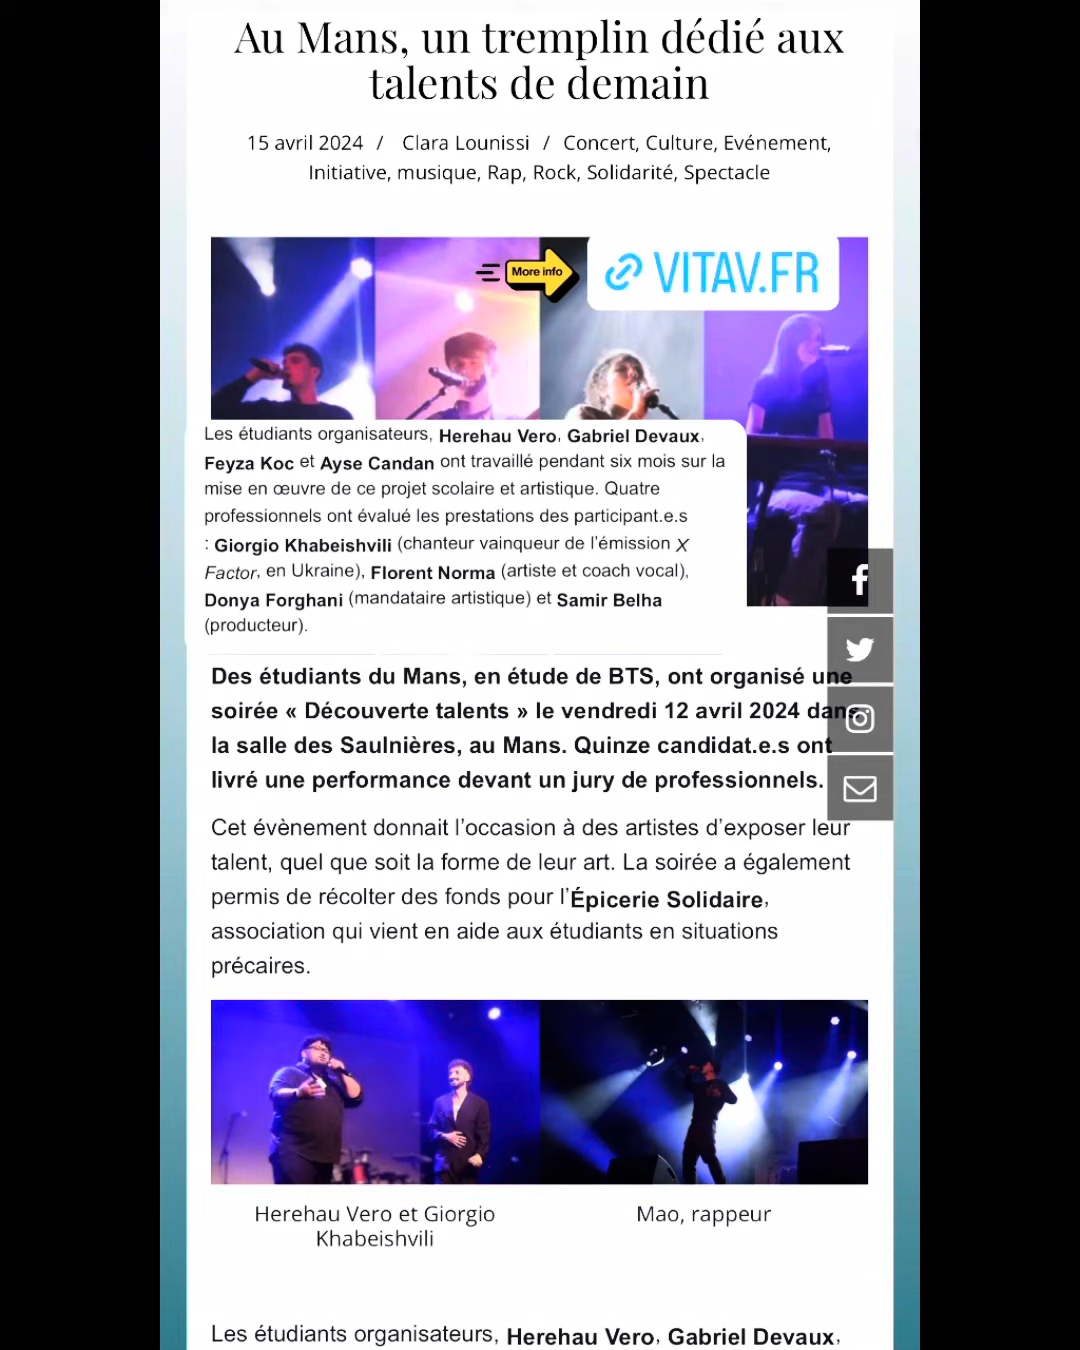 Au Mans, un tremplin dédié aux
talents de demain
15 avril 2024 / Clara Lounissi / Concert, Culture, Evénement,
Initiative, musique, Rap, Rock, Solidarité, Spectacle
More info
VITAV.FR
Les étudiants organisateurs, Herehau Vero, Gabriel Devaux,
Feyza Koc et Ayse Candan ont travaillé pendant six mois sur la
mise en œuvre de ce projet scolaire et artistique. Quatre
professionnels ont évalué les prestations des participant.e.s
: Giorgio Khabeishvili (chanteur vainqueur de l'émission X
Factor, en Ukraine), Florent Norma (artiste et coach vocal),
Donya Forghani (mandataire artistique) et Samir Belha
(producteur).
Des étudiants du Mans, en étude de BTS, ont organisé une
soirée « Découverte talents » le vendredi 12 avril 2024 dans
la salle des Saulnières, au Mans. Quinze candidat.e.s ont
livré une performance devant un jury de professionnels.
Cet évènement donnait l'occasion à des artistes d'exposer leur
talent, quel que soit la forme de leur art. La soirée a également
permis de récolter des fonds pour l'Épicerie Solidaire,
association qui vient en aide aux étudiants en situations
précaires.
Herehau Vero et Giorgio
Khabeishvili
Mao, rappeur
Les étudiants organisateurs, Herehau Vero, Gabriel Devaux,